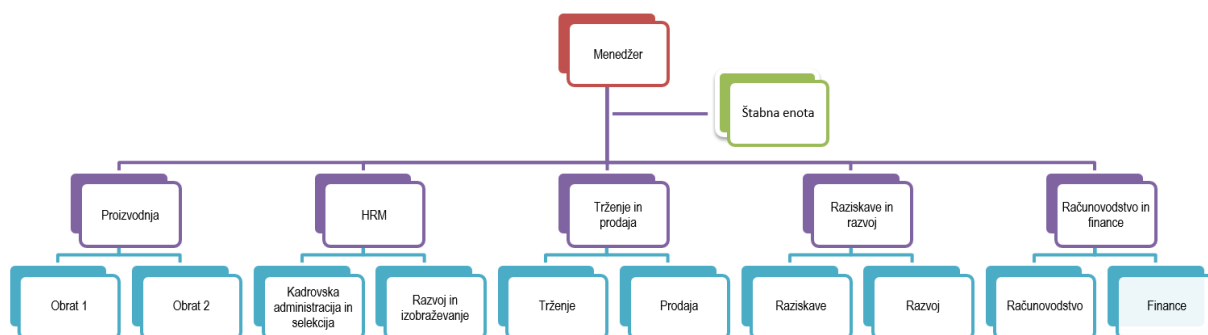 Menedžer
Štabna enota
Proizvodnja
HRM
Trženje in
prodaja
Raziskave in
razvoj
Računovodstvo in
finance
Obrat 1
Obrat 2
Kadrovska
administracija in
selekcija
Razvoj in
izobraževanje
Trženje
Prodaja
Raziskave
Razvoj
Računovodstvo
Finance